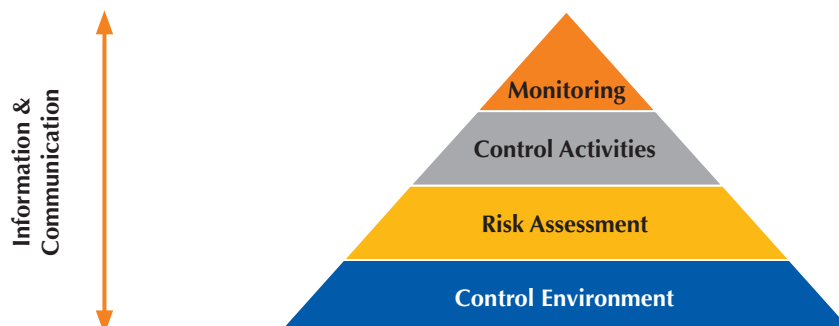 Information &
Communication
Monitoring
Control Activities
Risk Assessment
Control Environment